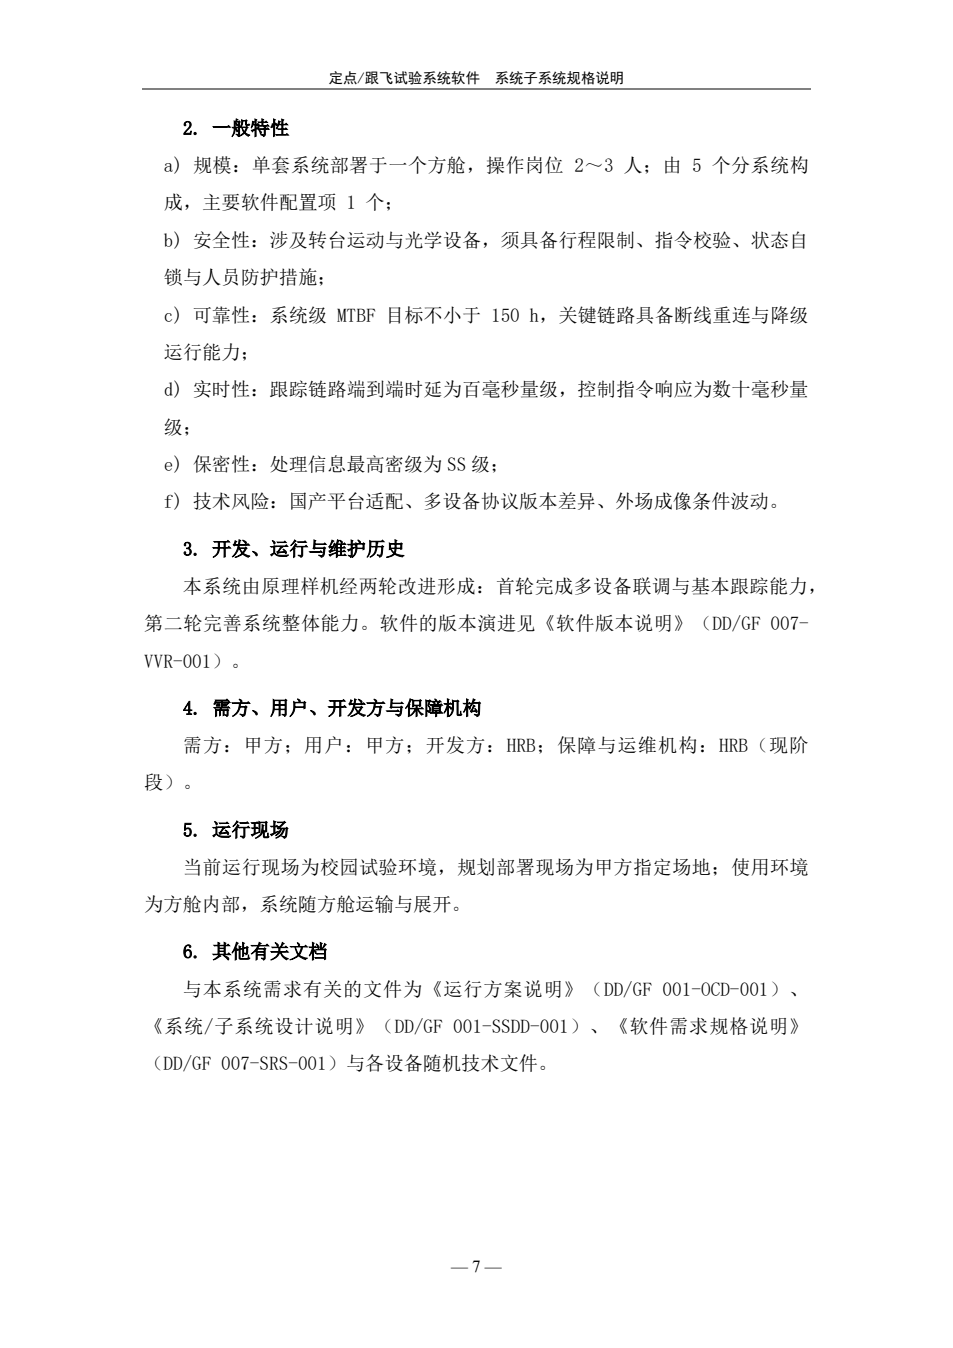 定点/跟飞试验系统软件　系统子系统规格说明
2. 一般特性
a) 规模：单套系统部署于一个方舱，操作岗位 2～3 人；由 5 个分系统构
成，主要软件配置项 1 个；
b) 安全性：涉及转台运动与光学设备，须具备行程限制、指令校验、状态自
锁与人员防护措施；
c) 可靠性：系统级 MTBF 目标不小于 150 h，关键链路具备断线重连与降级
运行能力；
d) 实时性：跟踪链路端到端时延为百毫秒量级，控制指令响应为数十毫秒量
级；
e) 保密性：处理信息最高密级为 SS 级；
f) 技术风险：国产平台适配、多设备协议版本差异、外场成像条件波动。
3. 开发、运行与维护历史
本系统由原理样机经两轮改进形成：首轮完成多设备联调与基本跟踪能力，
第二轮完善系统整体能力。软件的版本演进见《软件版本说明》（DD/GF 007-
VVR-001）。
4. 需方、用户、开发方与保障机构
需方：甲方；用户：甲方；开发方：HRB；保障与运维机构：HRB（现阶
段）。
5. 运行现场
当前运行现场为校园试验环境，规划部署现场为甲方指定场地；使用环境
为方舱内部，系统随方舱运输与展开。
6. 其他有关文档
与本系统需求有关的文件为《运行方案说明》（DD/GF 001-OCD-001）、
《系统/子系统设计说明》（DD/GF 001-SSDD-001）、《软件需求规格说明》
（DD/GF 007-SRS-001）与各设备随机技术文件。
— 7 —